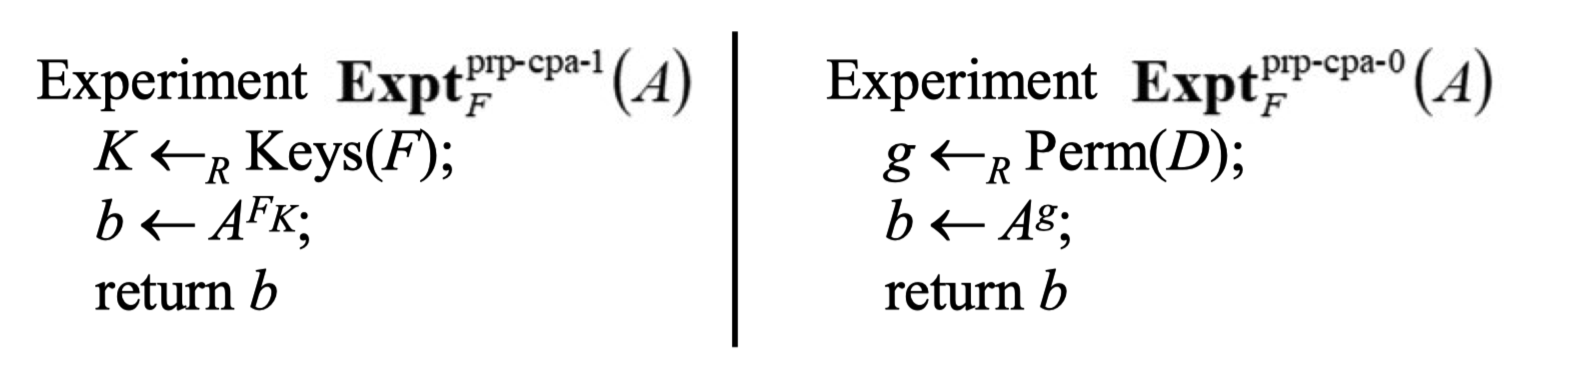 Experiment Expt_F^{prp-cpa-1}(A)
K ←_R Keys(F);
b ← A^{F_K};
return b
Experiment Expt_F^{prp-cpa-0}(A)
g ←_R Perm(D);
b ← A^g;
return b